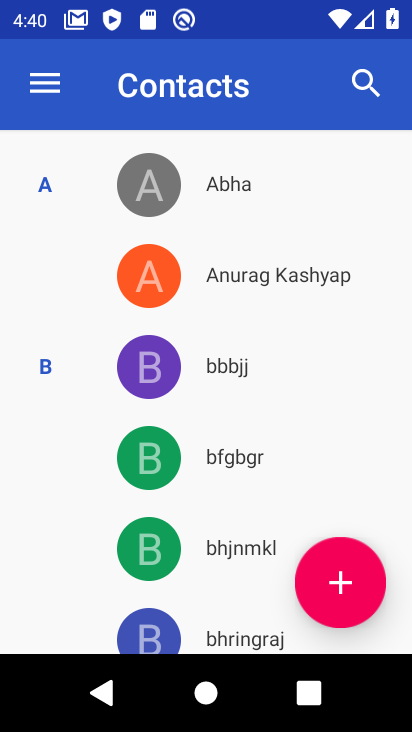 4:40
Contacts
A
A Abha
A Anurag Kashyap
B
B bbbjj
B bfgbgr
B bhjnmkl
B bhringraj